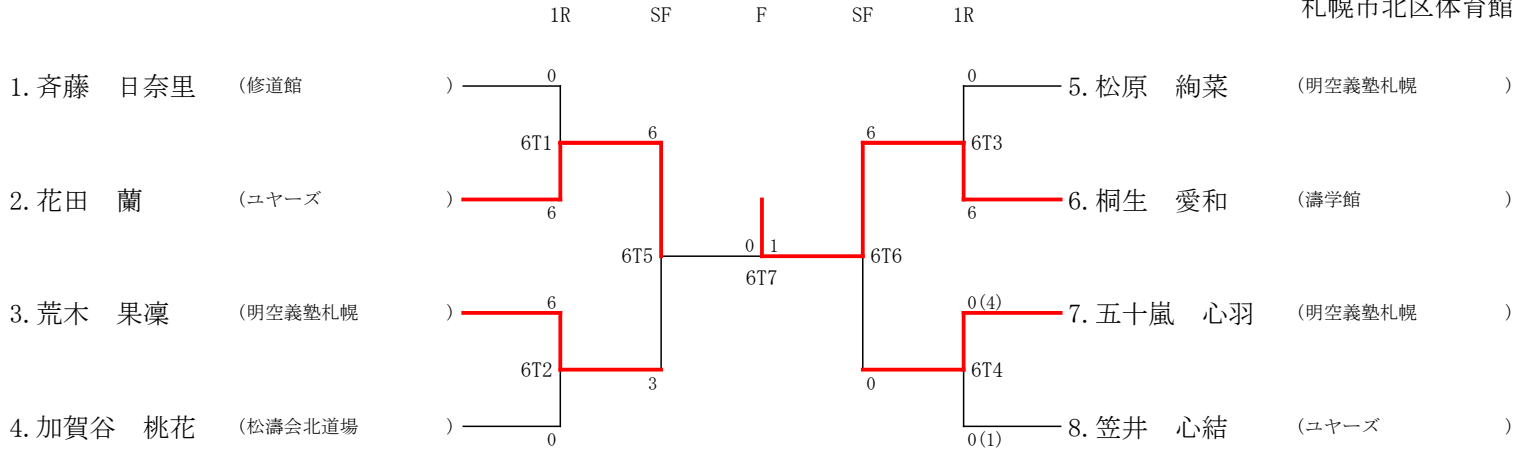 札幌市北区体育館
1R SF F SF 1R
1. 斉藤 日奈里 (修道館 ) 0 0 5. 松原 絢菜 (明空義塾札幌 )
6T1 6 6 6T3
2. 花田 蘭 (ユヤーズ ) 6 6 6. 桐生 愛和 (濤学館 )
6T5 0 1 6T6
6T7
3. 荒木 果凜 (明空義塾札幌 ) 6 0(4) 7. 五十嵐 心羽 (明空義塾札幌 )
6T2 3 0 6T4
4. 加賀谷 桃花 (松濤会北道場 ) 0 0(1) 8. 笠井 心結 (ユヤーズ )